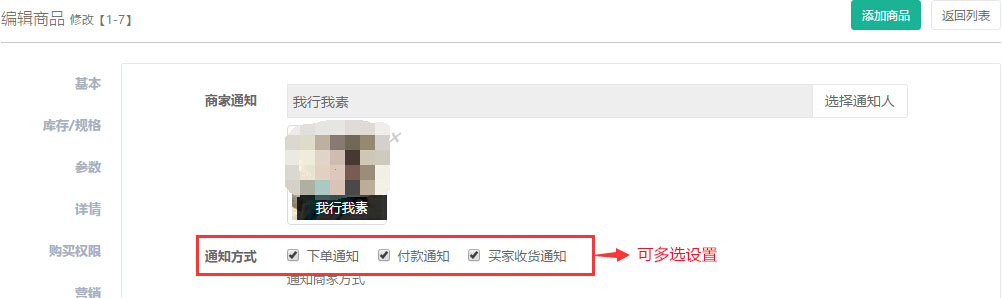 编辑商品 修改【1-7】
添加商品 返回列表
基本
库存/规格
参数
详情
购买权限
营销
商家通知 我行我素 选择通知人
×
我行我素
通知方式 下单通知 付款通知 买家收货通知 可多选设置
通知商家方式